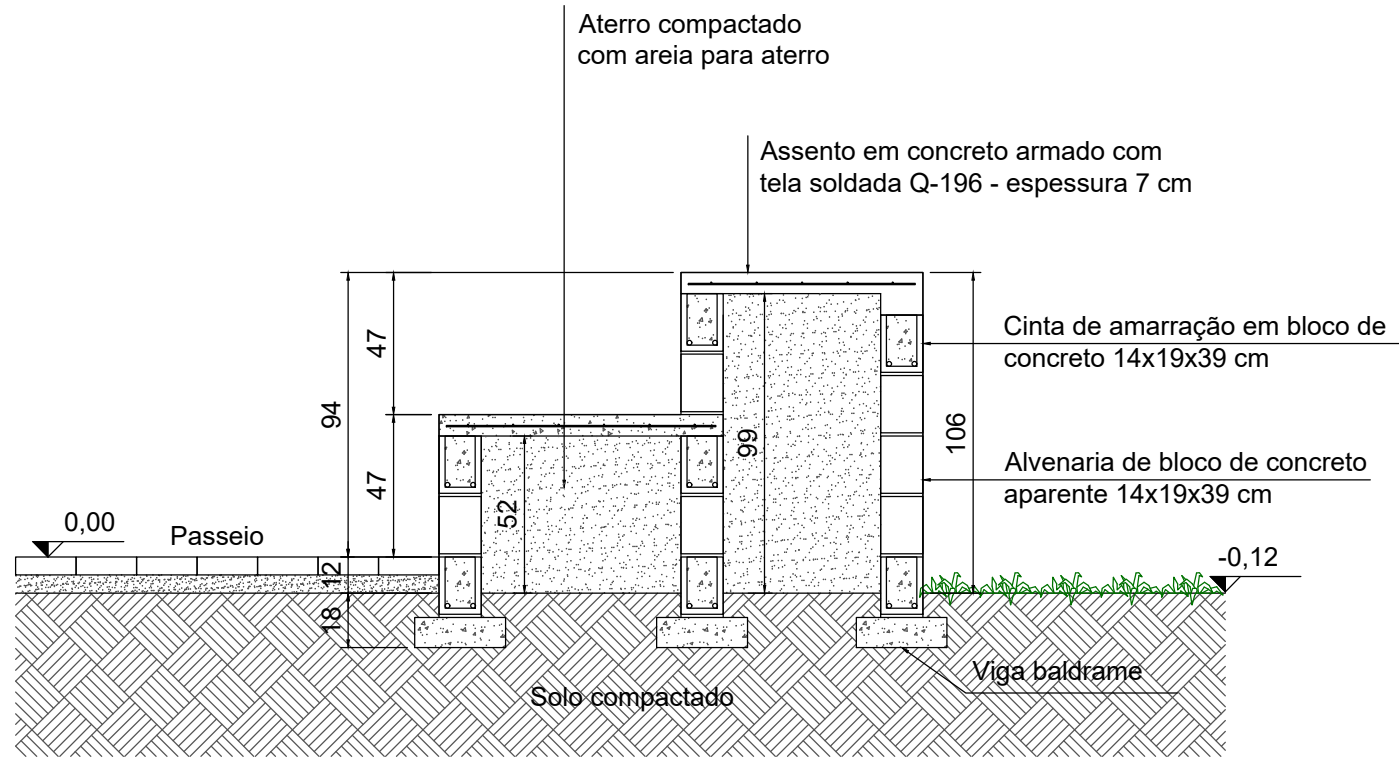 Aterro compactado
com areia para aterro
Assento em concreto armado com
tela soldada Q-196 - espessura 7 cm
47
94
47
99
52
106
Cinta de amarração em bloco de
concreto 14x19x39 cm
Alvenaria de bloco de concreto
aparente 14x19x39 cm
0,00
Passeio
12
18
-0,12
Viga baldrame
Solo compactado